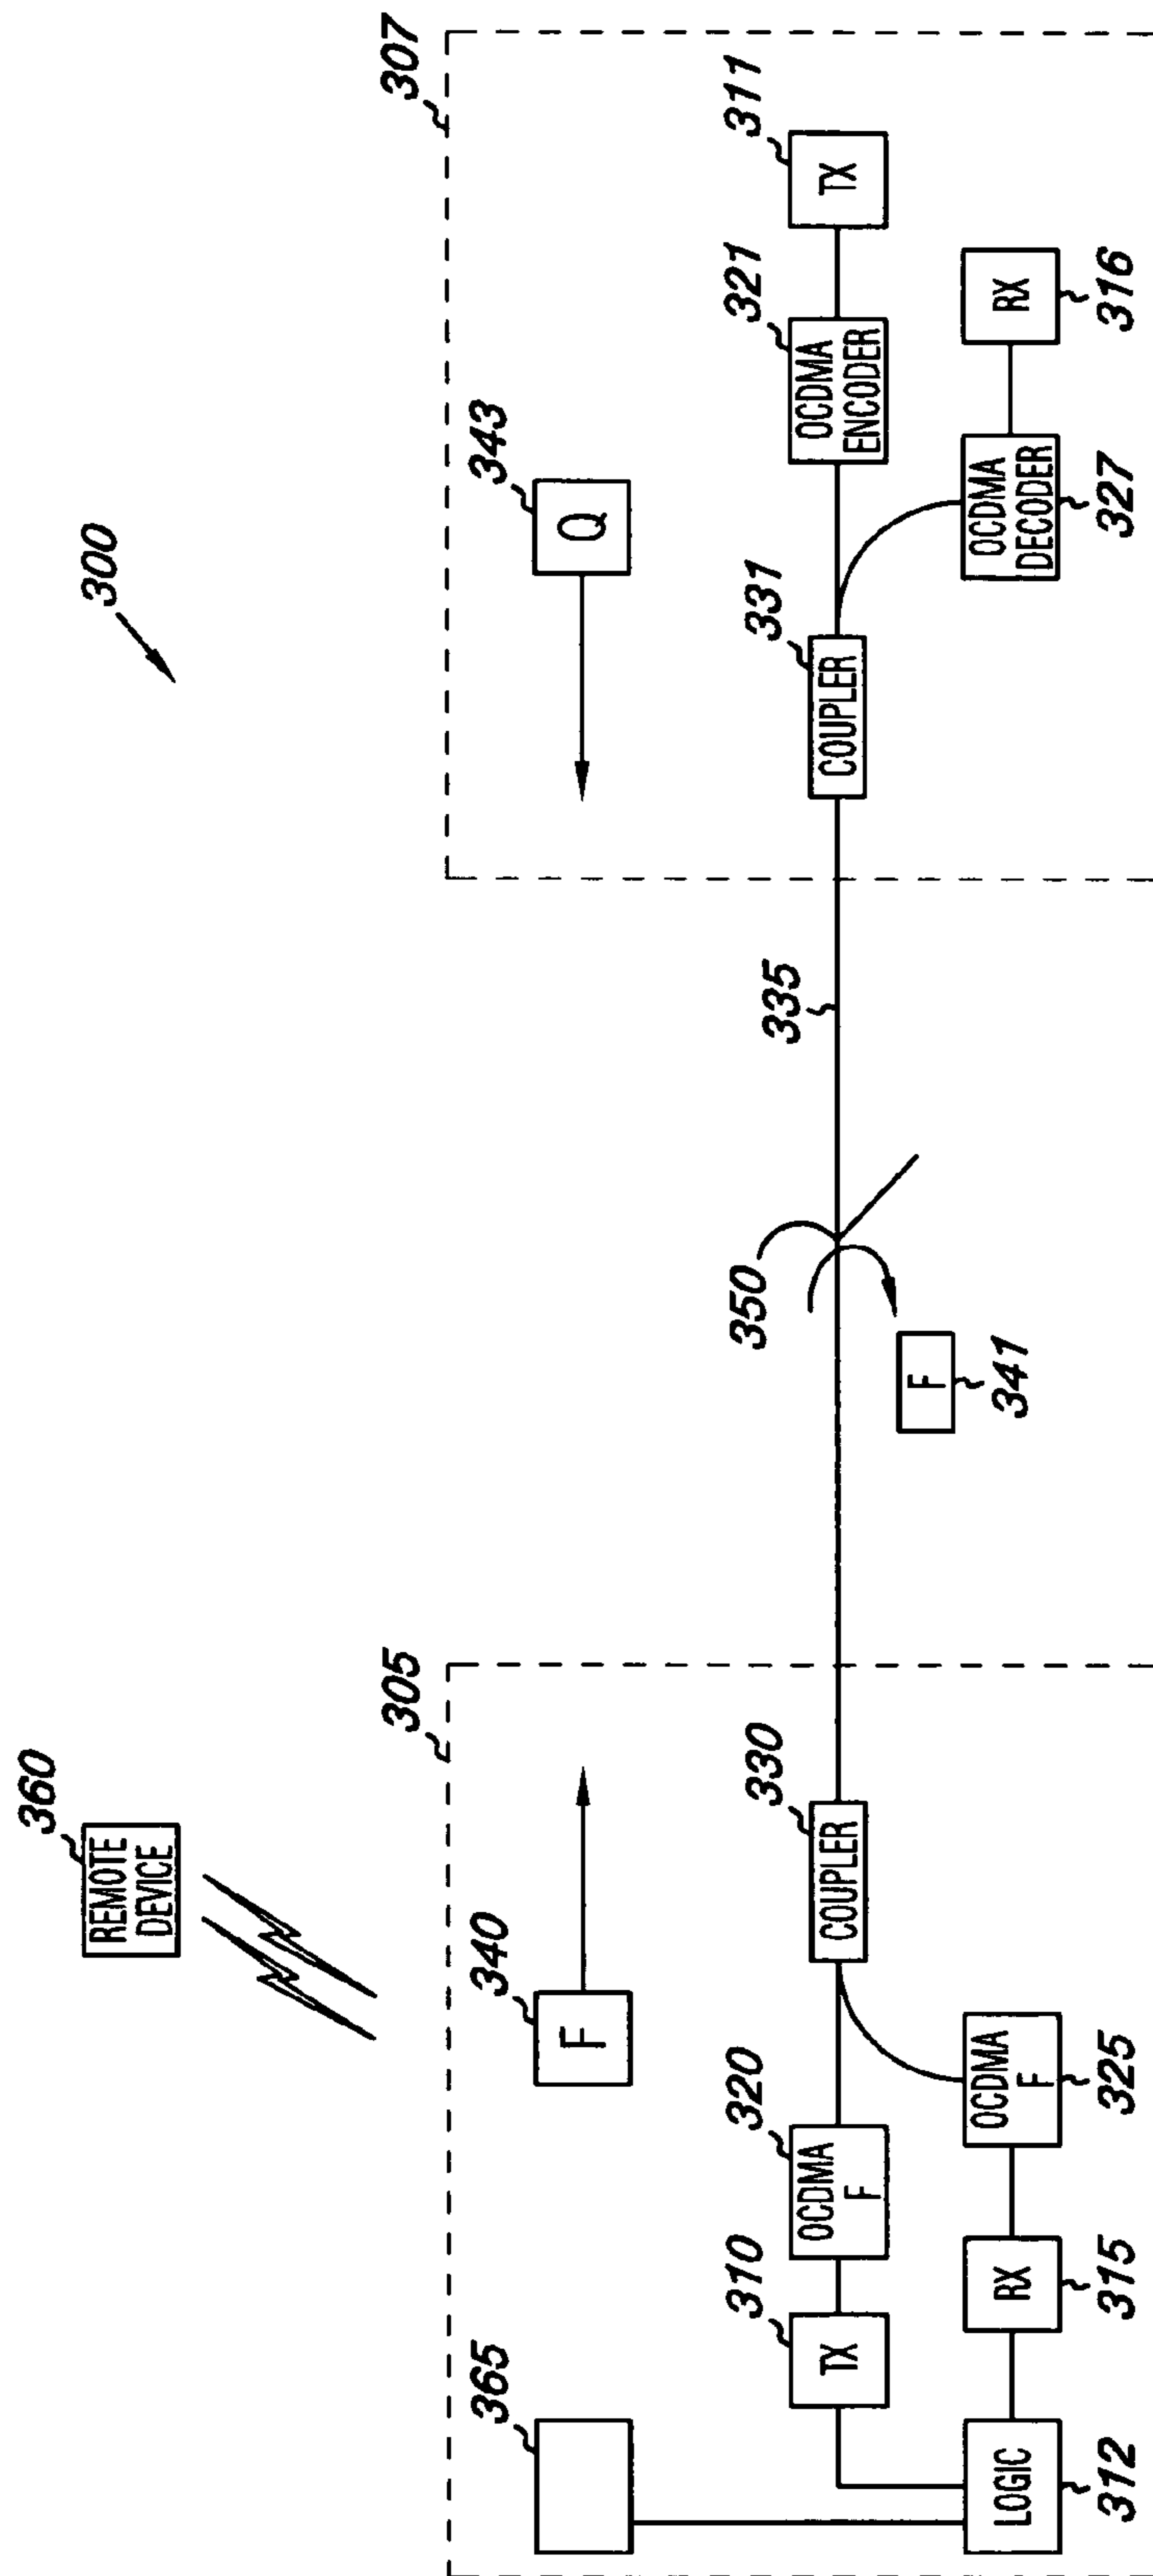 300
360
REMOTE
DEVICE
305
307
365
340
F
343
Q
310
TX
320
OCDMA
F
330
COUPLER
350
335
331
COUPLER
321
OCDMA
ENCODER
311
TX
F
341
LOGIC
312
RX
315
OCDMA
F
325
OCDMA
DECODER
327
RX
316